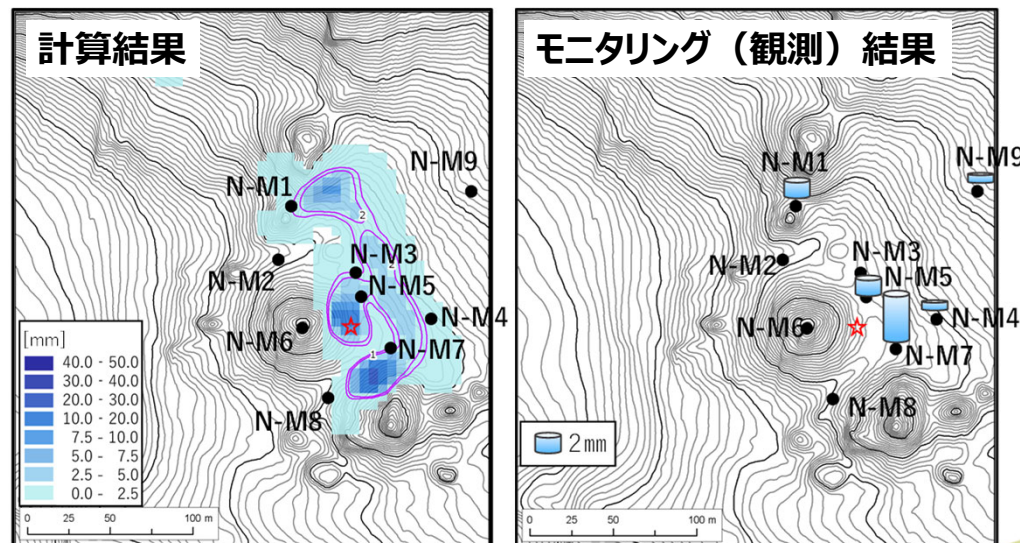 計算結果
N-M9
N-M1
2
N-M3
2
N-M2
N-M5
N-M4
N-M6
N-M7
1
N-M8
[mm]
40.0 - 50.0
30.0 - 40.0
20.0 - 30.0
10.0 - 20.0
7.5 - 10.0
5.0 - 7.5
2.5 - 5.0
0.0 - 2.5
0 25 50 100 m
モニタリング（観測）結果
N-M1
N-M9
N-M3
N-M2
N-M5
N-M4
N-M6
N-M7
N-M8
2mm
0 25 50 100 m